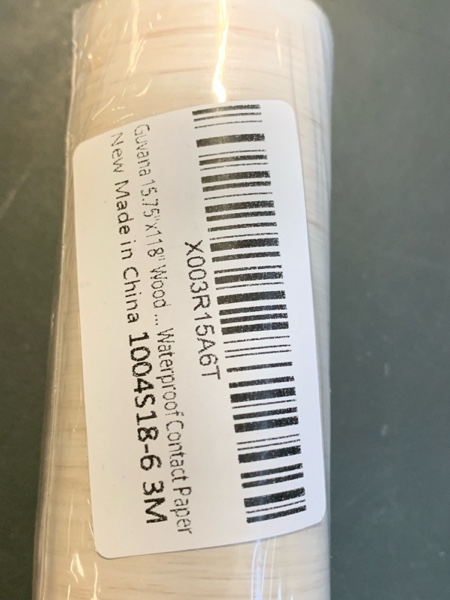 X003R15A6T
Guvana 15.75"x118" Wood ... Waterproof Contact Paper
New Made in China 1004S18-6 3M